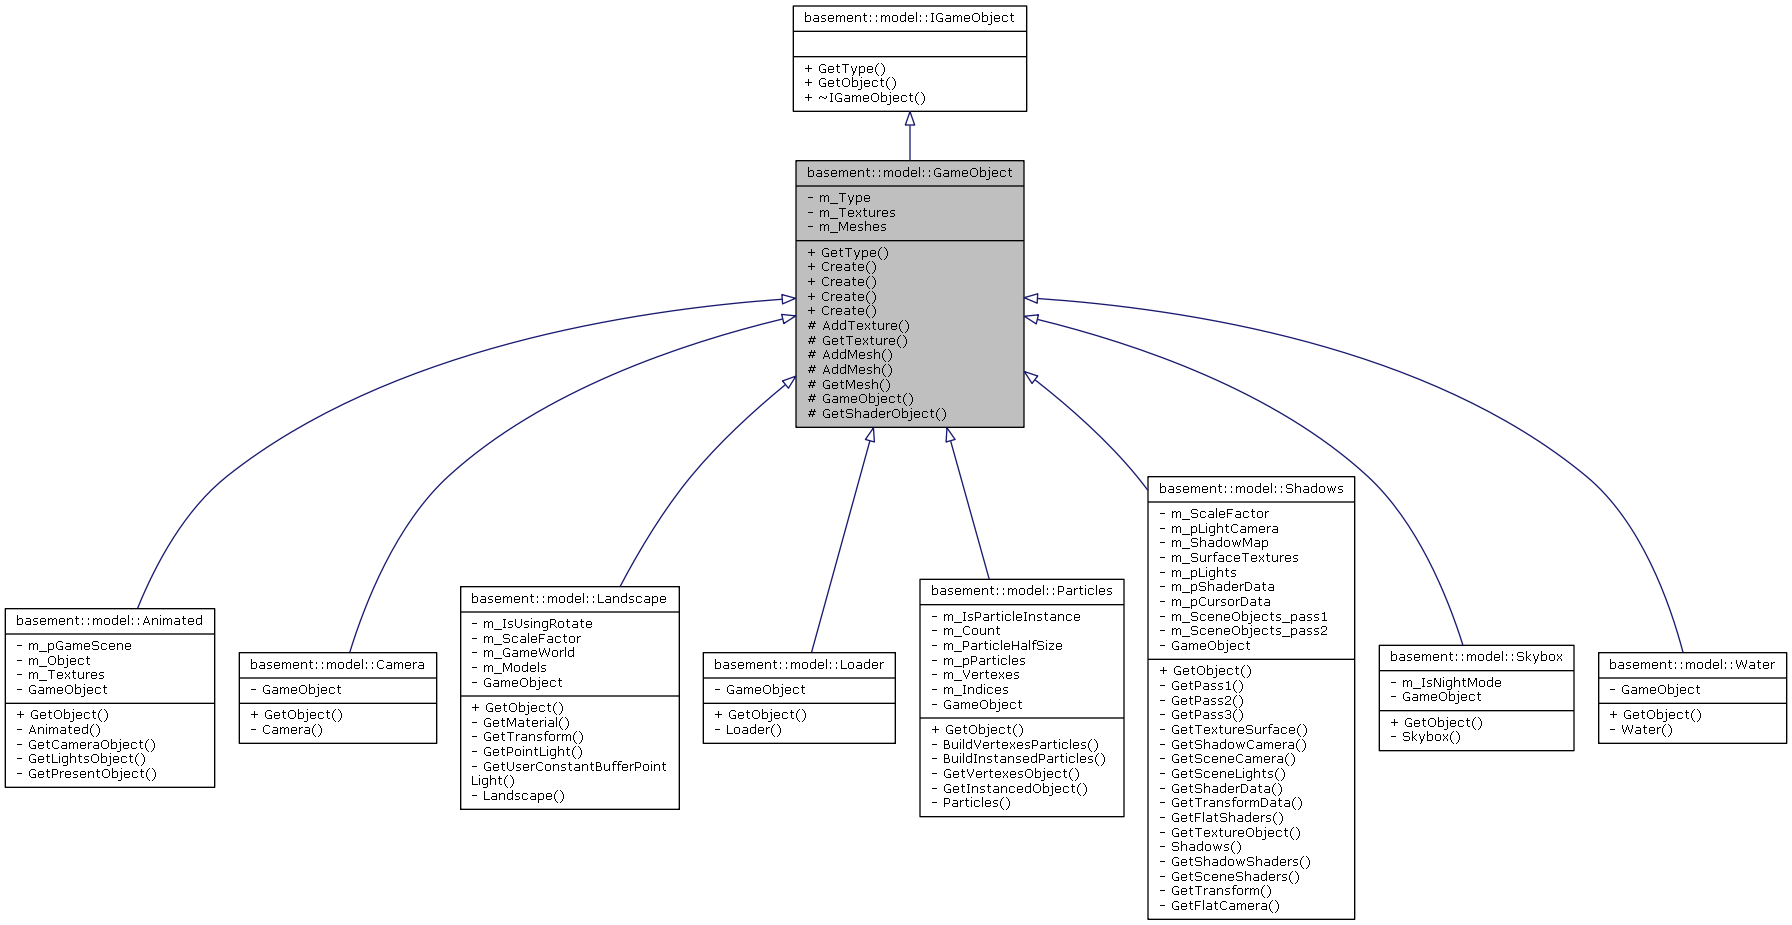 basement::model::IGameObject
+ GetType()
+ GetObject()
+ ~IGameObject()
basement::model::GameObject
- m_Type
- m_Textures
- m_Meshes
+ GetType()
+ Create()
+ Create()
+ Create()
+ Create()
# AddTexture()
# GetTexture()
# AddMesh()
# AddMesh()
# GetMesh()
# GameObject()
# GetShaderObject()
basement::model::Animated
- m_pGameScene
- m_Object
- m_Textures
- GameObject
+ GetObject()
- Animated()
- GetCameraObject()
- GetLightsObject()
- GetPresentObject()
basement::model::Camera
- GameObject
+ GetObject()
- Camera()
basement::model::Landscape
- m_IsUsingRotate
- m_ScaleFactor
- m_GameWorld
- m_Models
- GameObject
+ GetObject()
- GetMaterial()
- GetTransform()
- GetPointLight()
- GetUserConstantBufferPoint
Light()
- Landscape()
basement::model::Loader
- GameObject
+ GetObject()
- Loader()
basement::model::Particles
- m_IsParticleInstance
- m_Count
- m_ParticleHalfSize
- m_pParticles
- m_Vertexes
- m_Indices
- GameObject
+ GetObject()
- BuildVertexesParticles()
- BuildInstansedParticles()
- GetVertexesObject()
- GetInstancedObject()
- Particles()
basement::model::Shadows
- m_ScaleFactor
- m_pLightCamera
- m_ShadowMap
- m_SurfaceTextures
- m_pLights
- m_pShaderData
- m_pCursorData
- m_SceneObjects_pass1
- m_SceneObjects_pass2
- GameObject
+ GetObject()
- GetPass1()
- GetPass2()
- GetPass3()
- GetTextureSurface()
- GetShadowCamera()
- GetSceneCamera()
- GetSceneLights()
- GetShaderData()
- GetTransformData()
- GetFlatShaders()
- GetTextureObject()
- Shadows()
- GetShadowShaders()
- GetSceneShaders()
- GetTransform()
- GetFlatCamera()
basement::model::Skybox
- m_IsNightMode
- GameObject
+ GetObject()
- Skybox()
basement::model::Water
- GameObject
+ GetObject()
- Water()